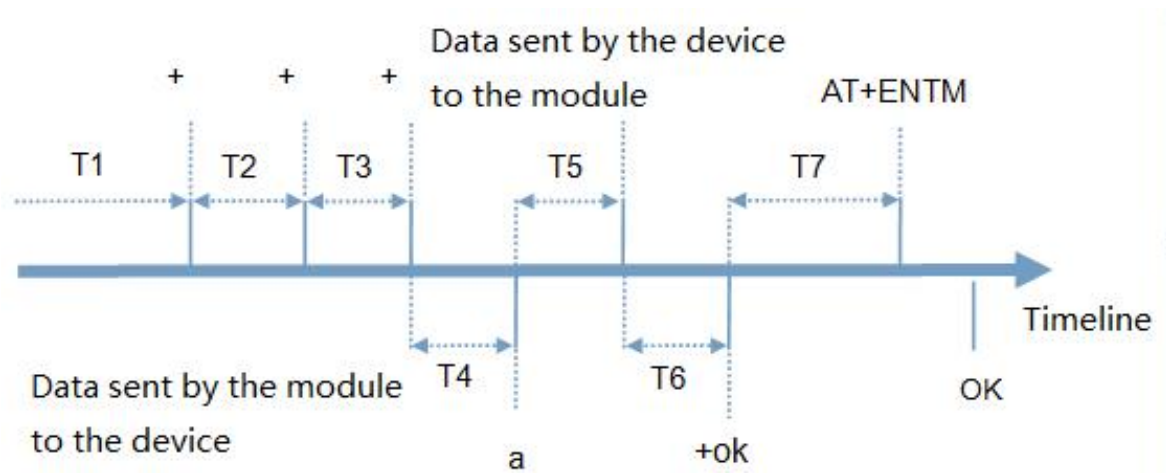 Data sent by the device
to the module
+ + +
AT+ENTM
T1 T2 T3 T5 T7
Timeline
T4 T6
Data sent by the module
to the device
OK
a
+ok